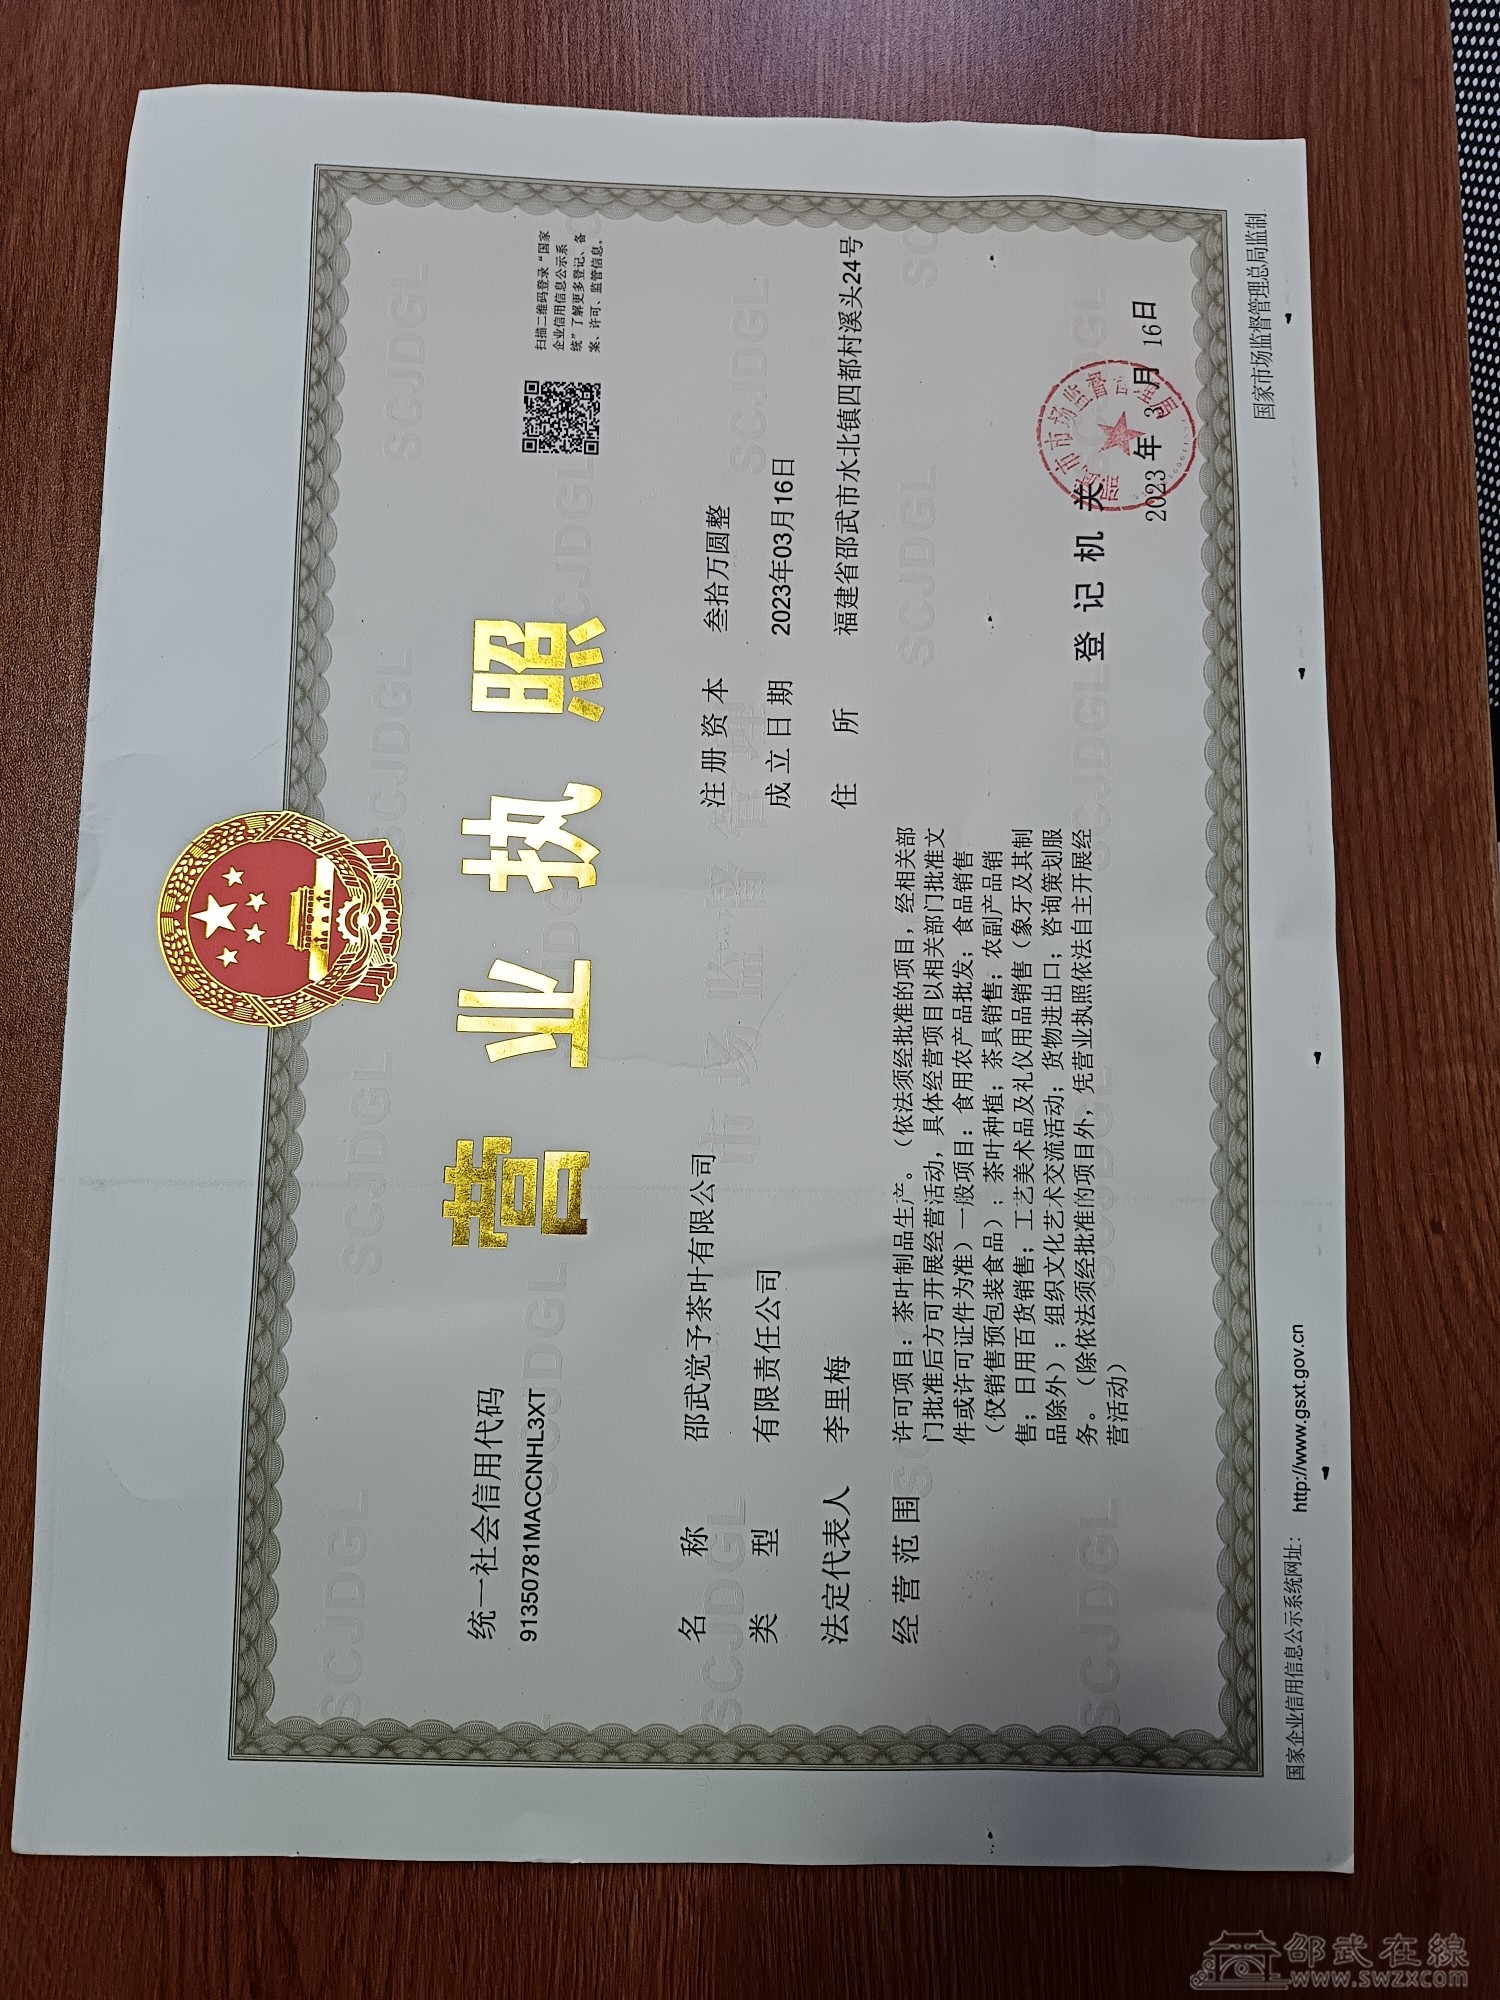 营业执照
统一社会信用代码
91350781MACCNHL3XT
扫描二维码登录“国家
企业信用信息公示系
统”了解更多登记、备
案、许可、监管信息。
名称 邵武觉予茶叶有限公司
类型 有限责任公司
法定代表人 李里梅
经营范围 许可项目：茶叶制品生产。（依法须经批准的项目，经相关部
门批准后方可开展经营活动，具体经营项目以相关部门批准文
件或许可证件为准）一般项目：食用农产品批发；食品销售
（仅销售预包装食品）；茶叶种植；茶具销售；农副产品销
售；日用百货销售；工艺美术品及礼仪用品销售（象牙及其制
品除外）；组织文化艺术交流活动；货物进出口；咨询策划服
务。（除依法须经批准的项目外，凭营业执照依法自主开展经
营活动）
注册资本 叁拾万圆整
成立日期 2023年03月16日
住所 福建省邵武市水北镇四都村溪头24号
登记机关
2023年3月16日
国家企业信用信息公示系统网址： http://www.gsxt.gov.cn
国家市场监督管理总局监制
SCJDGL
市场监督管理
邵武在線
www.swzx.com